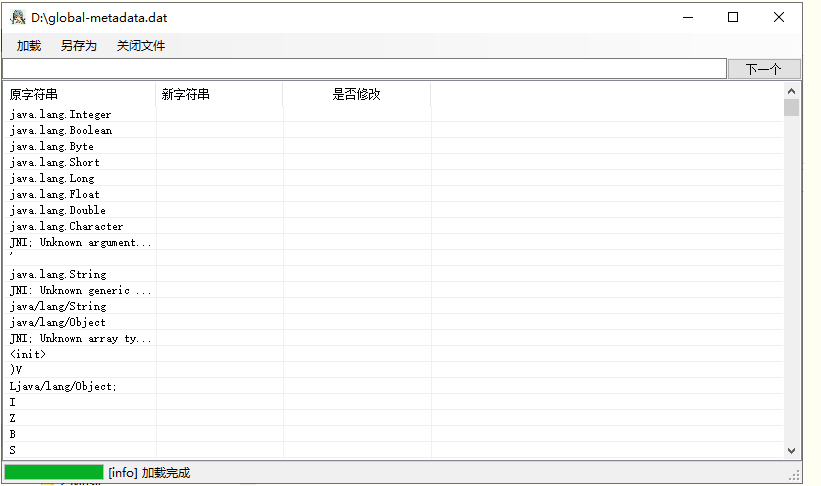 D:\global-metadata.dat
加载 另存为 关闭文件
下一个
原字符串 新字符串 是否修改
java.lang.Integer
java.lang.Boolean
java.lang.Byte
java.lang.Short
java.lang.Long
java.lang.Float
java.lang.Double
java.lang.Character
JNI; Unknown argument...
'
java.lang.String
JNI: Unknown generic ...
java/lang/String
java/lang/Object
JNI; Unknown array ty...
<init>
)V
Ljava/lang/Object;
I
Z
B
S
[info] 加载完成